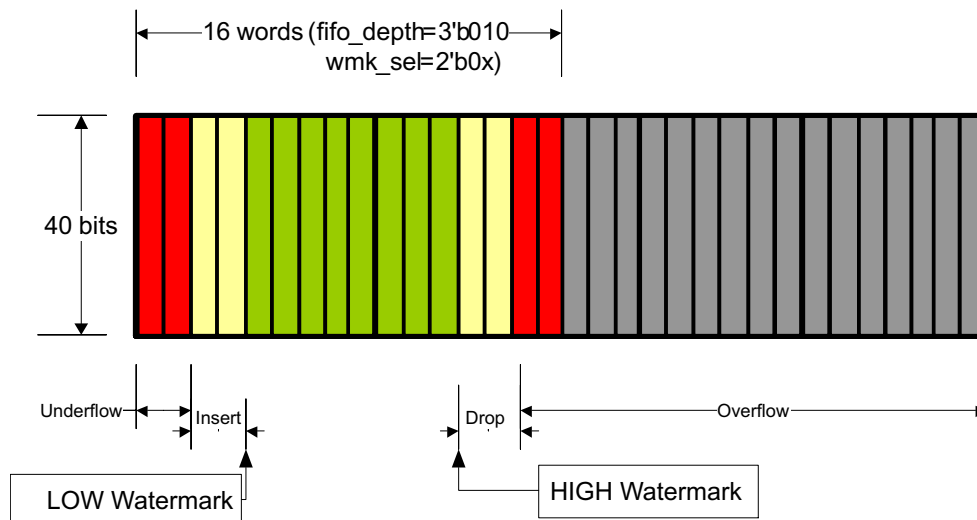 16 words (fifo_depth=3'b010
wmk_sel=2'b0x)
40 bits
Underflow
Insert
Drop
Overflow
LOW Watermark
HIGH Watermark